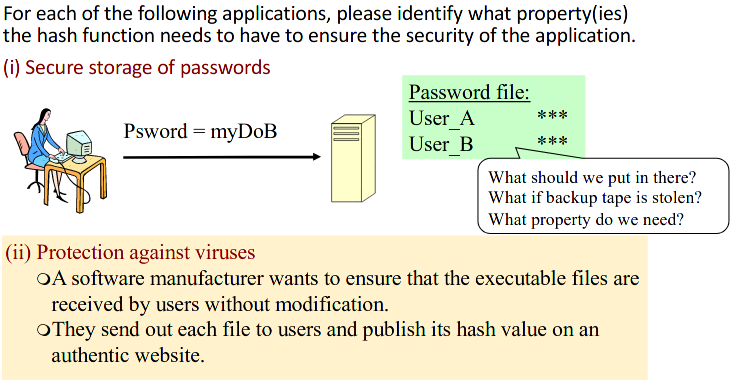 For each of the following applications, please identify what property(ies)
the hash function needs to have to ensure the security of the application.
(i) Secure storage of passwords
Psword = myDoB
Password file:
User_A ***
User_B ***
What should we put in there?
What if backup tape is stolen?
What property do we need?
(ii) Protection against viruses
❍A software manufacturer wants to ensure that the executable files are
received by users without modification.
❍They send out each file to users and publish its hash value on an
authentic website.